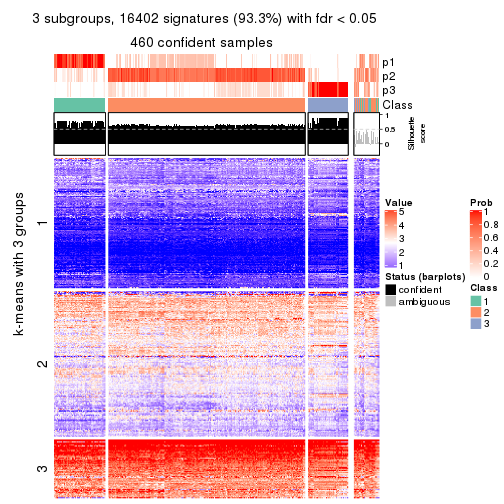 3 subgroups, 16402 signatures (93.3%) with fdr < 0.05
460 confident samples
p1
p2
p3
Class
1
0.5
0
Silhouette
score
k-means with 3 groups
1
2
3
Value
5
4
3
2
1
Status (barplots)
confident
ambiguous
Prob
1
0.8
0.6
0.4
0.2
0
Class
1
2
3